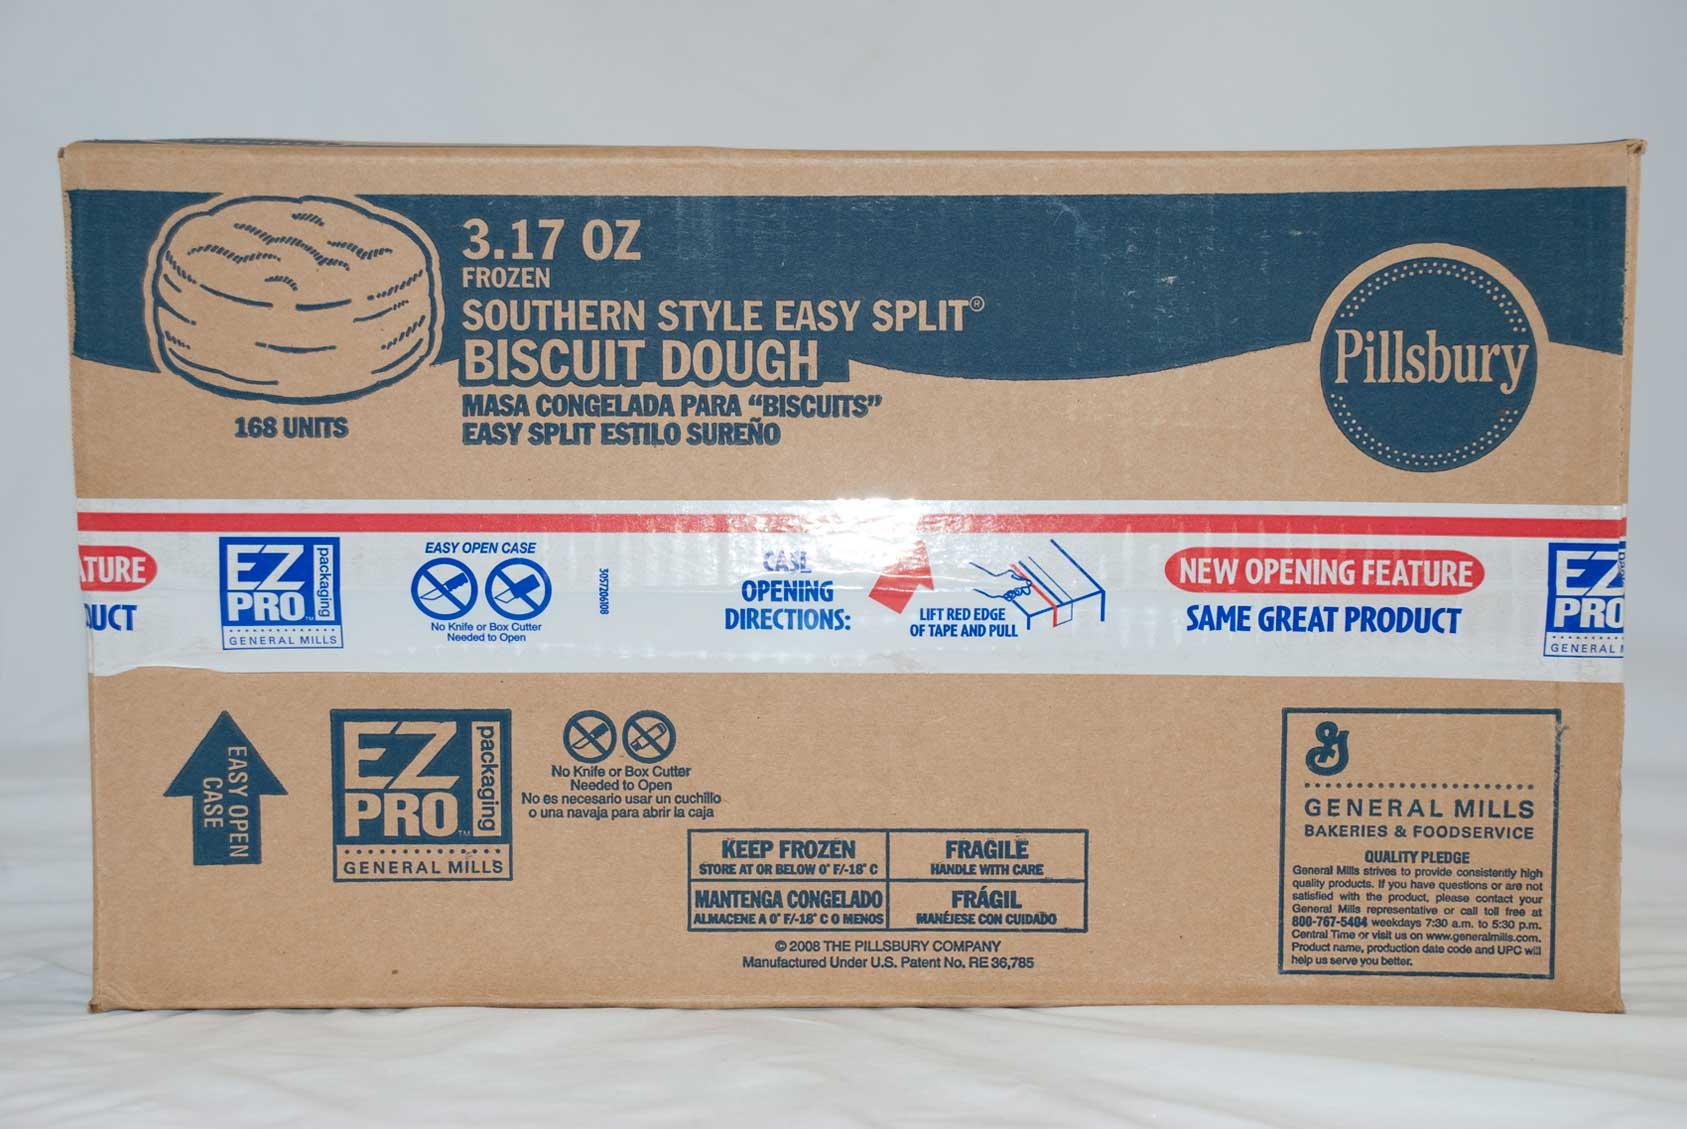 3.17 OZ
FROZEN
SOUTHERN STYLE EASY SPLIT®
BISCUIT DOUGH
MASA CONGELADA PARA “BISCUITS”
EASY SPLIT ESTILO SUREÑO
168 UNITS
Pillsbury
ATURE
DUCT
EZ
PRO™
packaging
GENERAL MILLS
EASY OPEN CASE
No Knife or Box Cutter
Needed to Open
CASE
OPENING
DIRECTIONS:
LIFT RED EDGE
OF TAPE AND PULL
NEW OPENING FEATURE
SAME GREAT PRODUCT
EZ
PRO
GENERAL
EASY OPEN
CASE
EZ
PRO™
packaging
GENERAL MILLS
No Knife or Box Cutter
Needed to Open
No es necesario usar un cuchillo
o una navaja para abrir la caja
KEEP FROZEN
STORE AT OR BELOW 0° F/-18° C
FRAGILE
HANDLE WITH CARE
MANTENGA CONGELADO
ALMACENE A 0° F/-18° C O MENOS
FRÁGIL
MANÉJESE CON CUIDADO
© 2008 THE PILLSBURY COMPANY
Manufactured Under U.S. Patent No. RE 36,785
GENERAL MILLS
BAKERIES & FOODSERVICE
QUALITY PLEDGE
General Mills strives to provide consistently high
quality products. If you have questions or are not
satisfied with the product, please contact your
General Mills representative or call toll free at
800-767-5404 weekdays 7:30 a.m. to 5:30 p.m.
Central Time or visit us on www.generalmills.com.
Product name, production date code and UPC will
help us serve you better.